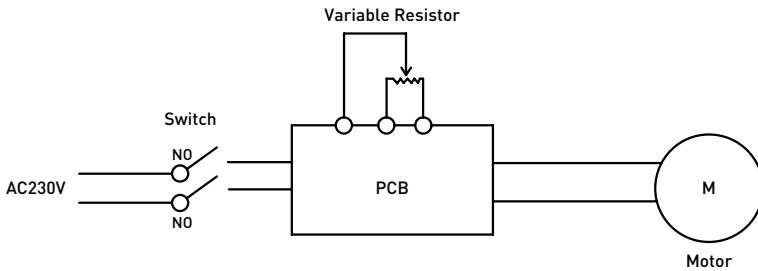 Variable Resistor
Switch
NO
AC230V
NO
PCB
M
Motor